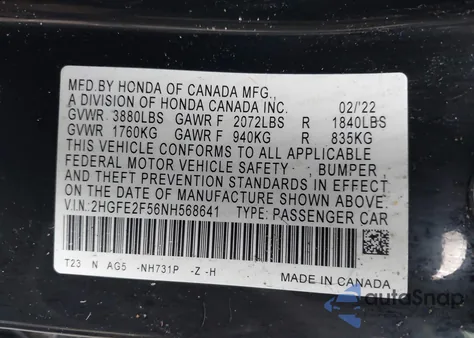 MFD.BY HONDA OF CANADA MFG.,
A DIVISION OF HONDA CANADA INC. 02/'22
GVWR 3880LBS GAWR F 2072LBS R 1840LBS
GVWR 1760KG GAWR F 940KG R 835KG
THIS VEHICLE CONFORMS TO ALL APPLICABLE
FEDERAL MOTOR VEHICLE SAFETY , BUMPER ,
AND THEFT PREVENTION STANDARDS IN EFFECT
ON THE DATE OF MANUFACTURE SHOWN ABOVE.
V.I.N.:2HGFE2F56NH568641 TYPE: PASSENGER CAR
T23 N AG5 -NH731P -Z -H
MADE IN CANADA
autoSnap